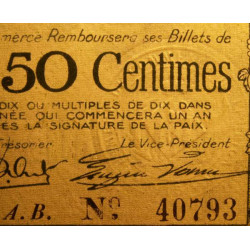 merce Remboursera ses Billets de
50 Centimes
DIX OU MULTIPLES DE DIX DANS
NÉE QUI COMMENCERA UN AN
ES LA SIGNATURE DE LA PAIX.
résorier Le Vice-Président
A.B. No 40793